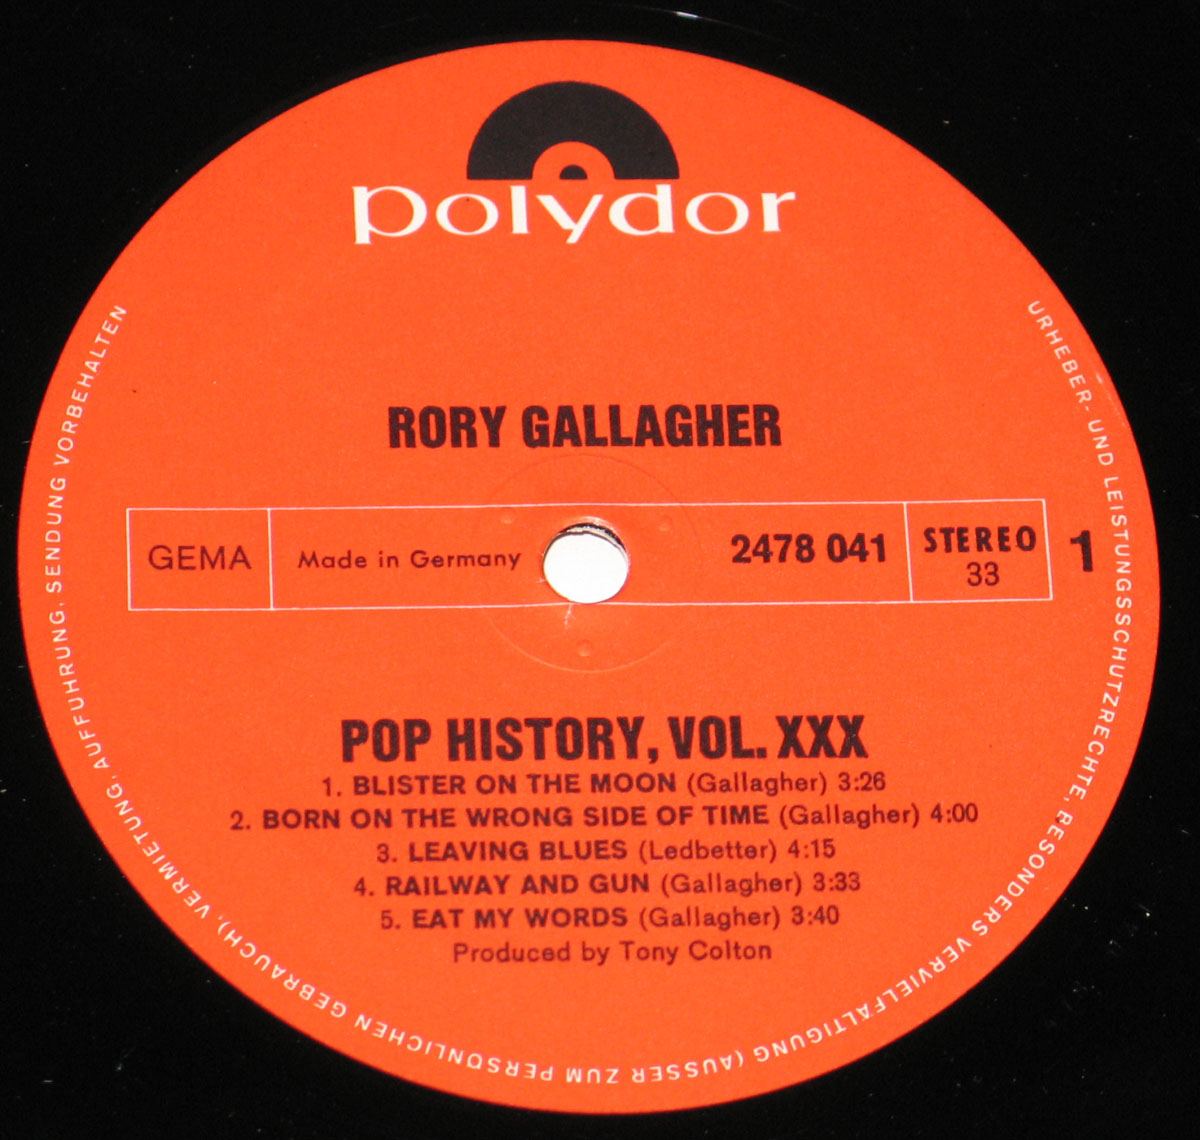 polydor
RORY GALLAGHER
GEMA
Made in Germany
2478 041
STEREO
33
1
POP HISTORY, VOL. XXX
1. BLISTER ON THE MOON (Gallagher) 3:26
2. BORN ON THE WRONG SIDE OF TIME (Gallagher) 4:00
3. LEAVING BLUES (Ledbetter) 4:15
4. RAILWAY AND GUN (Gallagher) 3:33
5. EAT MY WORDS (Gallagher) 3:40
Produced by Tony Colton
URHEBER- UND LEISTUNGSSCHUTZRECHTE, BESONDERS VERVIELFÄLTIGUNG (AUSSER ZUM PERSÖNLICHEN GEBRAUCH), VERMIETUNG, AUFFÜHRUNG, SENDUNG VORBEHALTEN